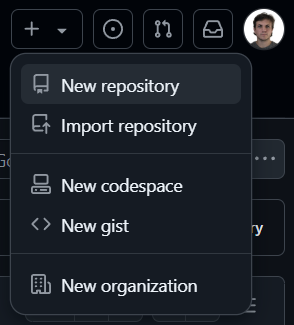 New repository
Import repository
New codespace
New gist
New organization